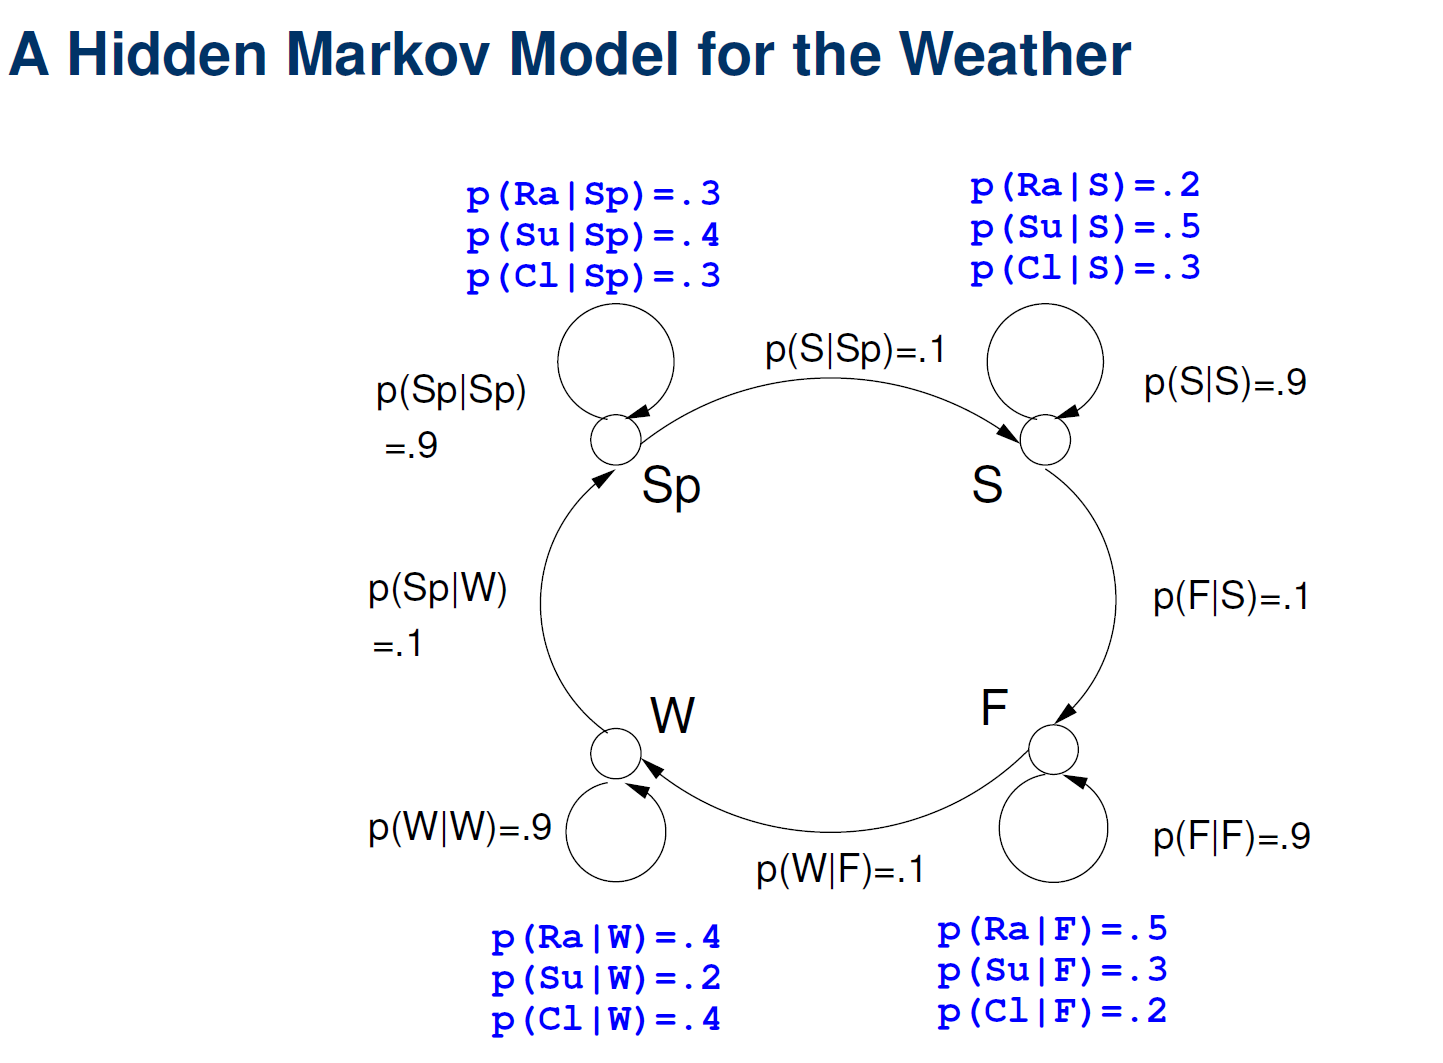 A Hidden Markov Model for the Weather
p(Ra|Sp)=.3
p(Su|Sp)=.4
p(Cl|Sp)=.3
p(Ra|S)=.2
p(Su|S)=.5
p(Cl|S)=.3
p(S|Sp)=.1
p(Sp|Sp)
=.9
p(S|S)=.9
Sp
S
p(Sp|W)
=.1
p(F|S)=.1
W
F
p(W|W)=.9
p(W|F)=.1
p(F|F)=.9
p(Ra|W)=.4
p(Su|W)=.2
p(Cl|W)=.4
p(Ra|F)=.5
p(Su|F)=.3
p(Cl|F)=.2